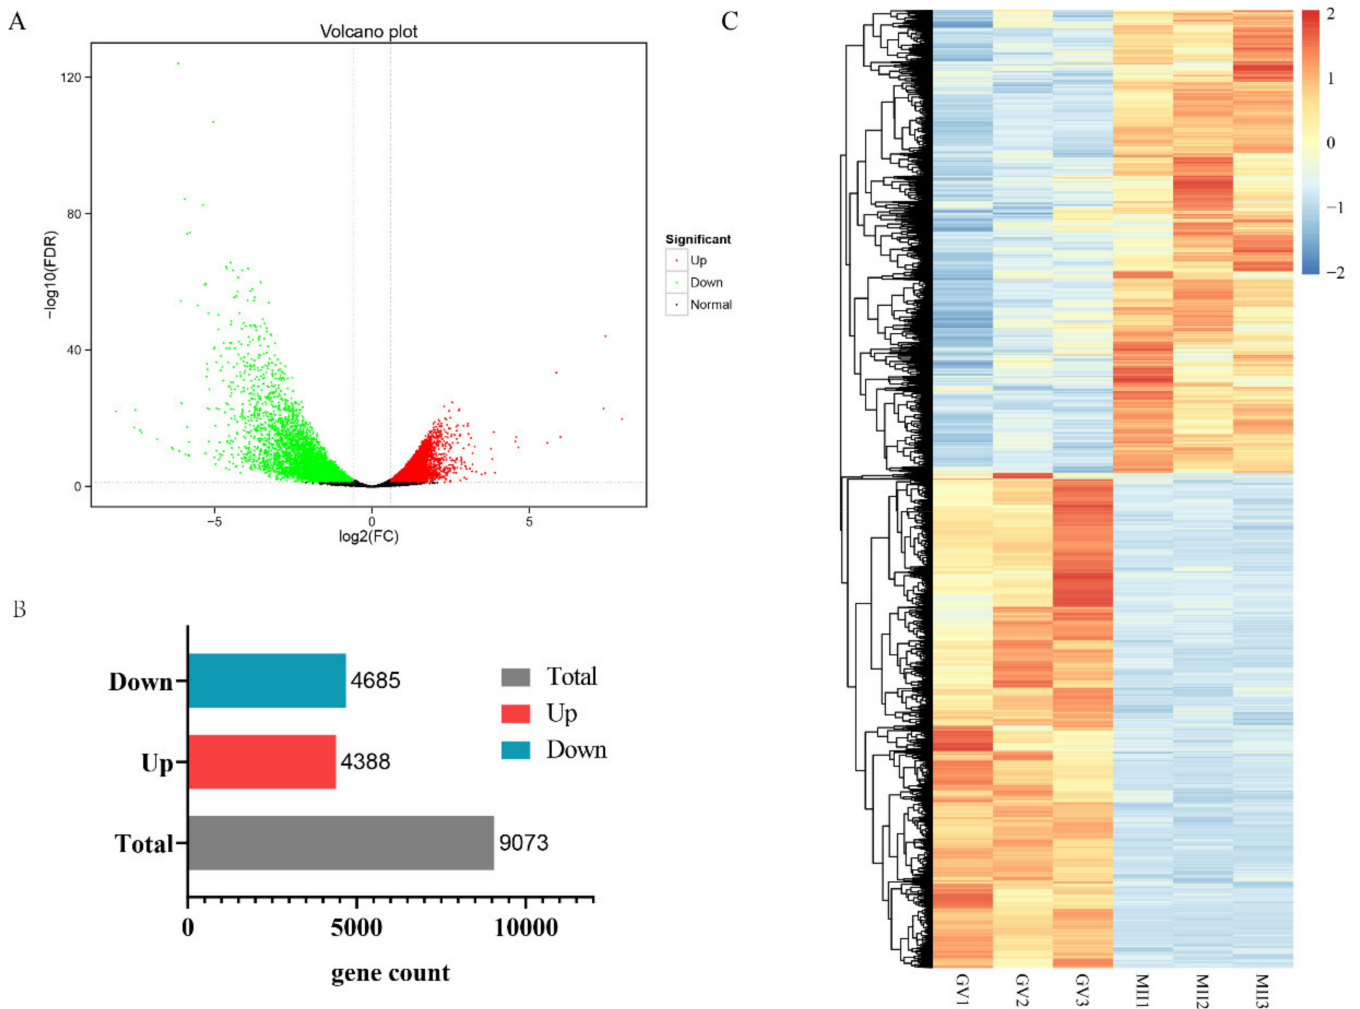 A
Volcano plot
120
80
40
0
−log10(FDR)
−5
0
5
log2(FC)
Significant
Up
Down
Normal
B
Down
4685
Up
4388
Total
9073
0
5000
10000
gene count
Total
Up
Down
C
2
1
0
−1
−2
GV1
GV2
GV3
MII1
MII2
MII3